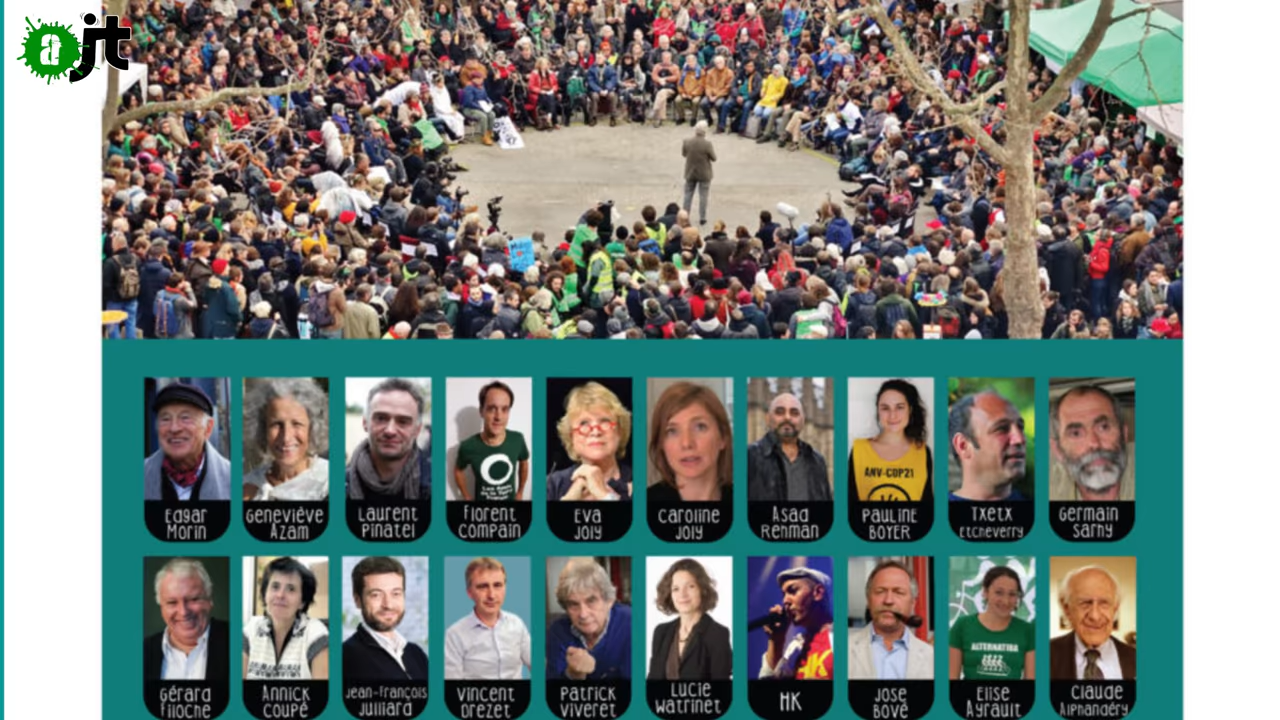 ajt
Edgar
Morin
Geneviève
Azam
Laurent
Pinatel
Florent
Compain
Eva
Joly
Caroline
Joly
Asad
Rehman
Pauline
Boyer
Txetx
Etcheverry
Germain
Sarhy
ANV-COP21
Gérard
Filoche
Annick
Coupé
Jean-François
Julliard
Vincent
Drezet
Patrick
Viveret
Lucie
Watrinet
HK
José
Bové
Elise
Ayrault
Claude
Alphandéry
ALTERNATIBA
HK